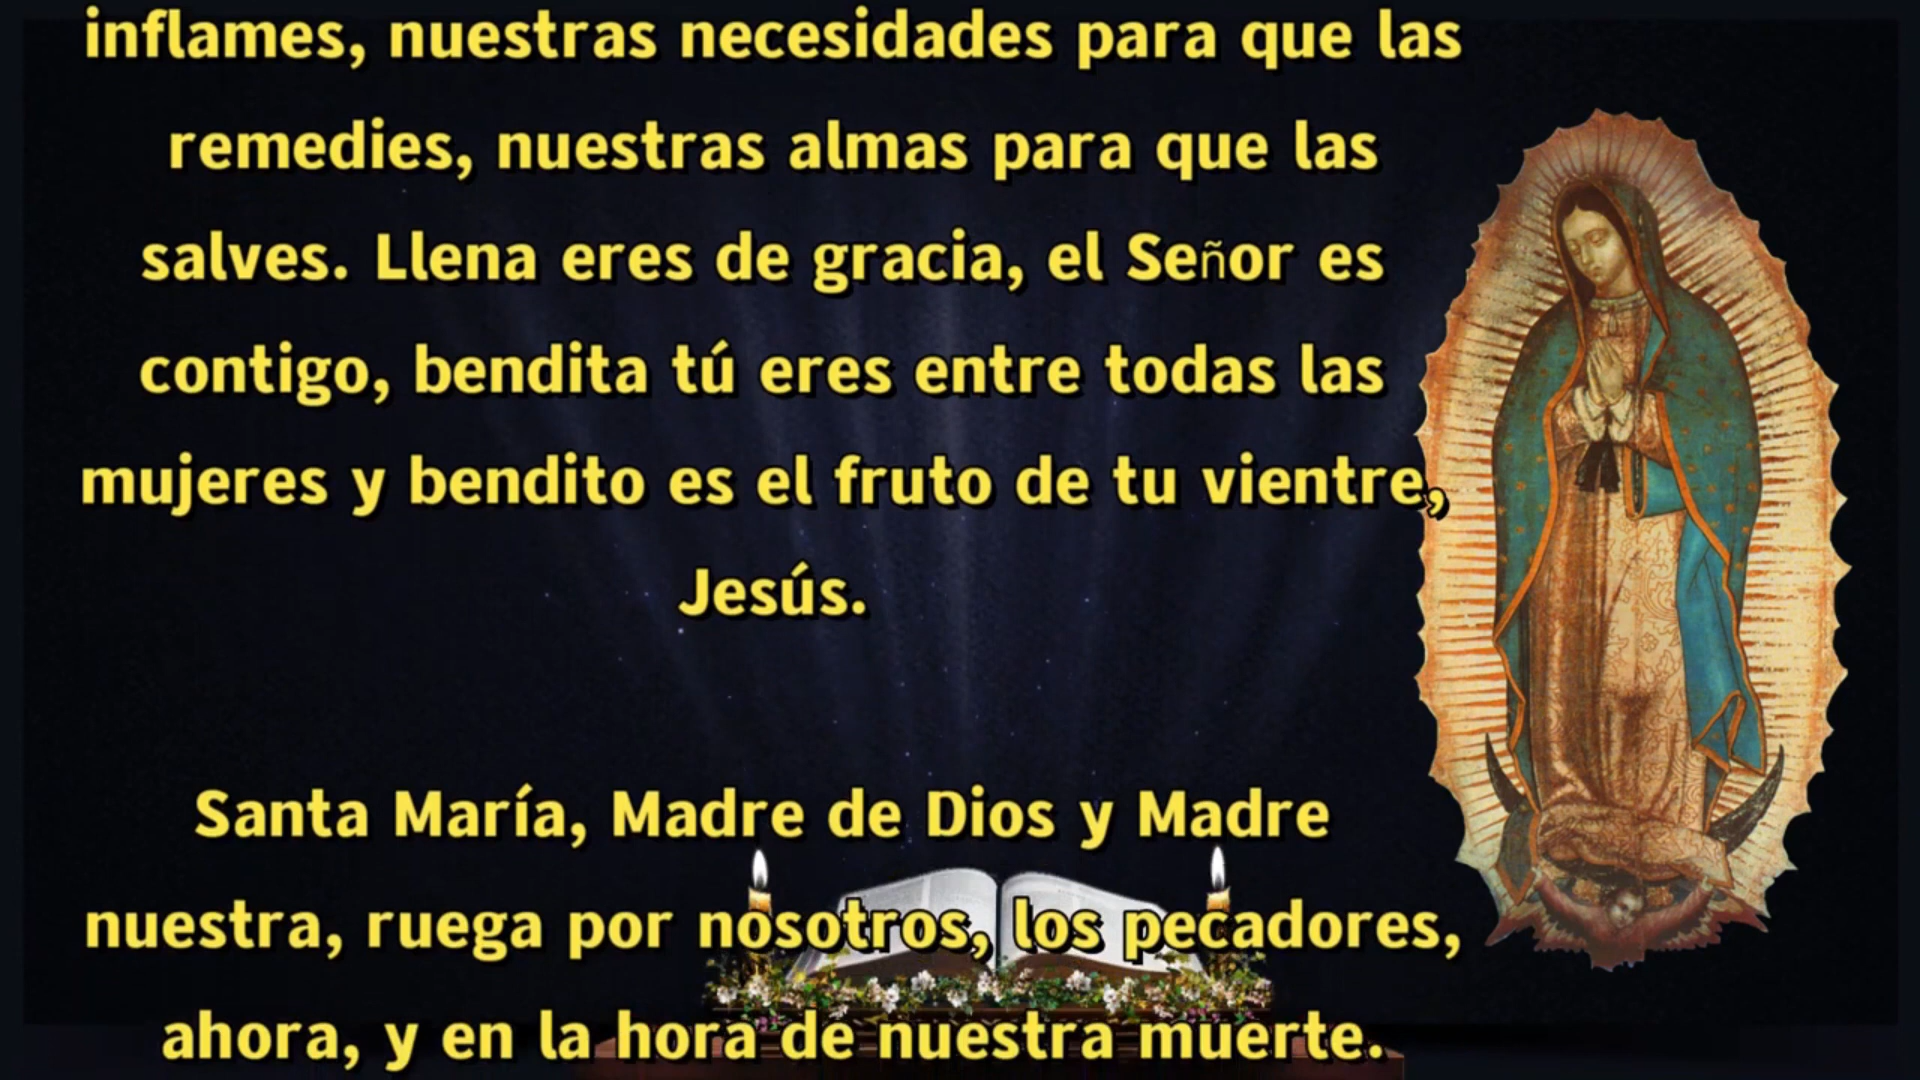 inflames, nuestras necesidades para que las
remedies, nuestras almas para que las
salves. Llena eres de gracia, el Señor es
contigo, bendita tú eres entre todas las
mujeres y bendito es el fruto de tu vientre,
Jesús.
Santa María, Madre de Dios y Madre
nuestra, ruega por nosotros, los pecadores,
ahora, y en la hora de nuestra muerte.